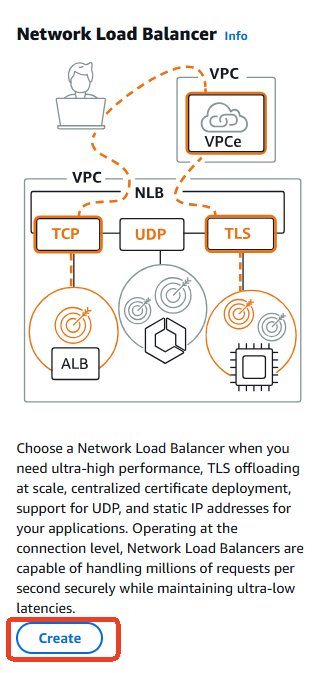 Network Load Balancer Info
VPC
VPCe
VPC
NLB
TCP
UDP
TLS
ALB
Choose a Network Load Balancer when you
need ultra-high performance, TLS offloading
at scale, centralized certificate deployment,
support for UDP, and static IP addresses for
your applications. Operating at the
connection level, Network Load Balancers are
capable of handling millions of requests per
second securely while maintaining ultra-low
latencies.
Create